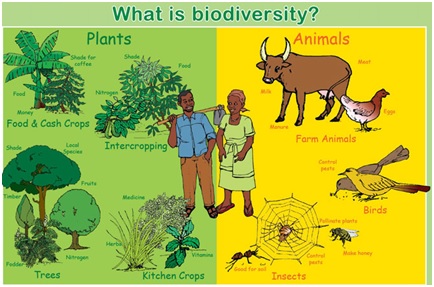 What is biodiversity?
Plants
Shade for
coffee
Food
Money
Food & Cash Crops
Shade
Food
Nitrogen
Intercropping
Shade
Local
Species
Fruits
Timber
Nitrogen
Fodder
Trees
Medicine
Herbs
Vitamins
Kitchen Crops
Animals
Meat
Milk
Eggs
Manure
Farm Animals
Control
pests
Birds
Pollinate plants
Make honey
Control
pests
Good for soil
Insects